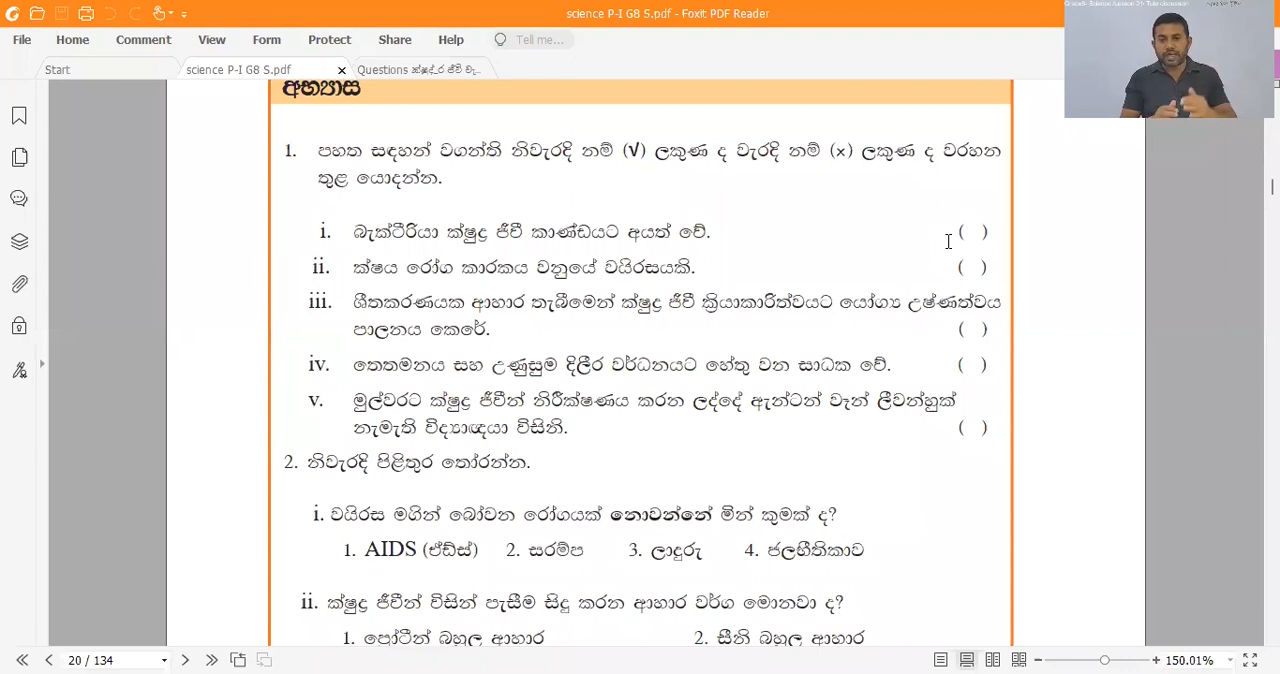 science P-I G8 S.pdf - Foxit PDF Reader
File Home Comment View Form Protect Share Help Tell me...
Start science P-I G8 S.pdf Questions ක්ෂුද්‍ර ජීවී වෑ...
අභ්‍යාස
1. පහත සඳහන් වගන්ති නිවැරදි නම් (√) ලකුණ ද වැරදි නම් (×) ලකුණ ද වරහන
තුළ යොදන්න.
i. බැක්ටීරියා ක්ෂුද්‍ර ජීවී කාණ්ඩයට අයත් වේ. ( )
ii. ක්ෂය රෝග කාරකය වනුයේ වයිරසයකි. ( )
iii. ශීතකරණයක ආහාර තැබීමෙන් ක්ෂුද්‍ර ජීවී ක්‍රියාකාරිත්වයට යෝග්‍ය උෂ්ණත්වය
පාලනය කෙරේ. ( )
iv. තෙතමනය සහ උණුසුම දිලීර වර්ධනයට හේතු වන සාධක වේ. ( )
v. මුල්වරට ක්ෂුද්‍ර ජීවීන් නිරීක්ෂණය කරන ලද්දේ ඇන්ටන් වෑන් ලීවන්හුක්
නැමැති විද්‍යාඥයා විසිනි. ( )
2. නිවැරදි පිළිතුර තෝරන්න.
i. වයිරස මගින් බෝවන රෝගයක් නොවන්නේ මින් කුමක් ද?
1. AIDS (ඒඩ්ස්) 2. සරම්ප 3. ලාදුරු 4. ජලභීතිකාව
ii. ක්ෂුද්‍ර ජීවීන් විසින් පැසීම සිදු කරන ආහාර වර්ග මොනවා ද?
1. ප්‍රෝටීන් බහුල ආහාර 2. සීනි බහුල ආහාර
20 / 134 150.01%